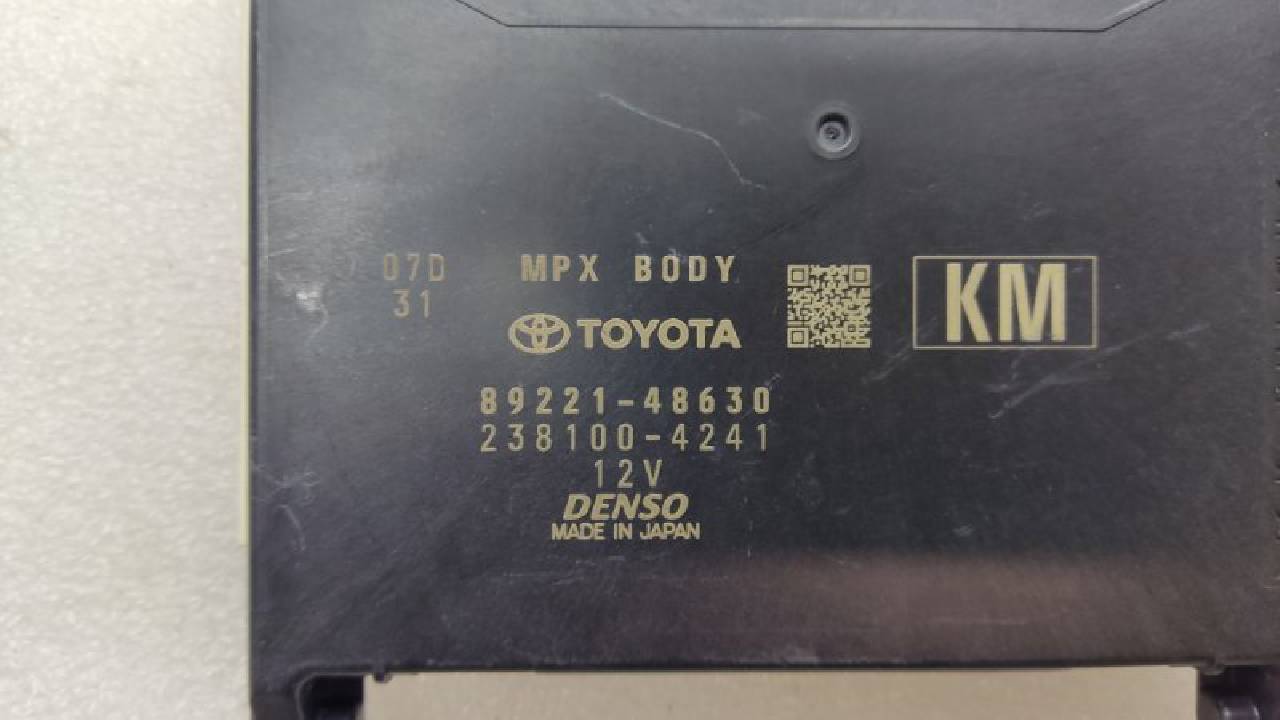 07D
31
MPX BODY
TOYOTA
KM
89221-48630
238100-4241
12V
DENSO
MADE IN JAPAN